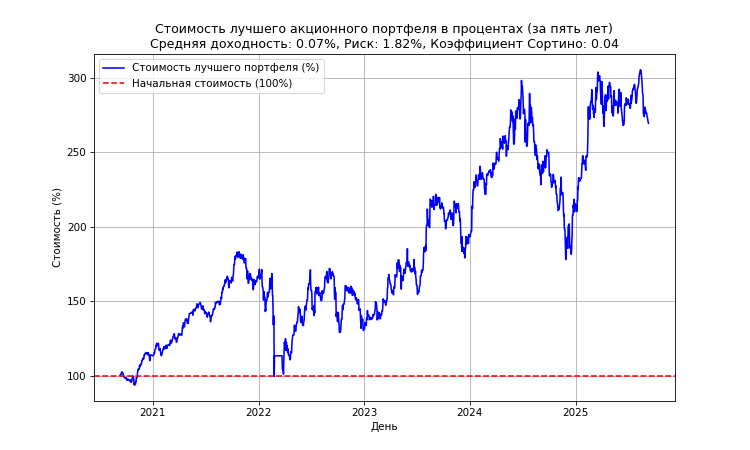 Стоимость лучшего акционного портфеля в процентах (за пять лет)
Средняя доходность: 0.07%, Риск: 1.82%, Коэффициент Сортино: 0.04
Стоимость лучшего портфеля (%)
Начальная стоимость (100%)
Стоимость (%)
300
250
200
150
100
2021
2022
2023
2024
2025
День